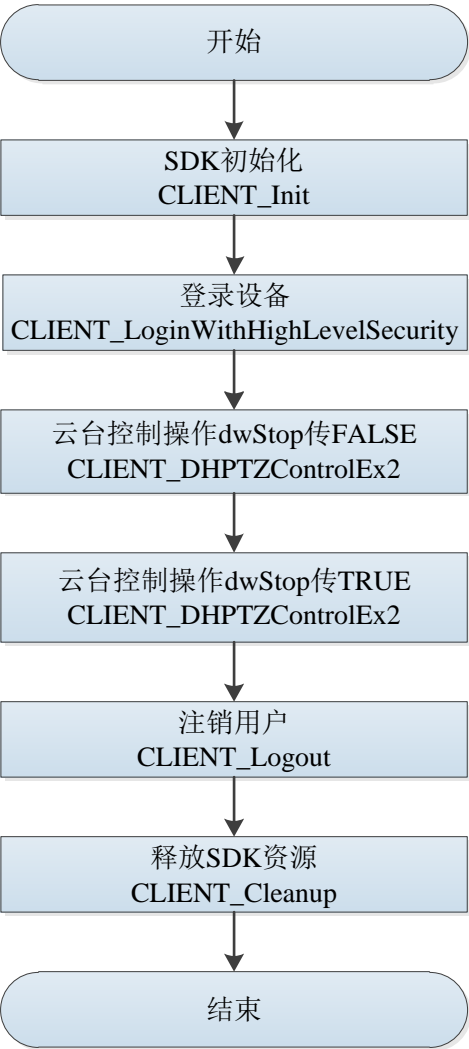 开始
SDK初始化
CLIENT_Init
登录设备
CLIENT_LoginWithHighLevelSecurity
云台控制操作dwStop传FALSE
CLIENT_DHPTZControlEx2
云台控制操作dwStop传TRUE
CLIENT_DHPTZControlEx2
注销用户
CLIENT_Logout
释放SDK资源
CLIENT_Cleanup
结束